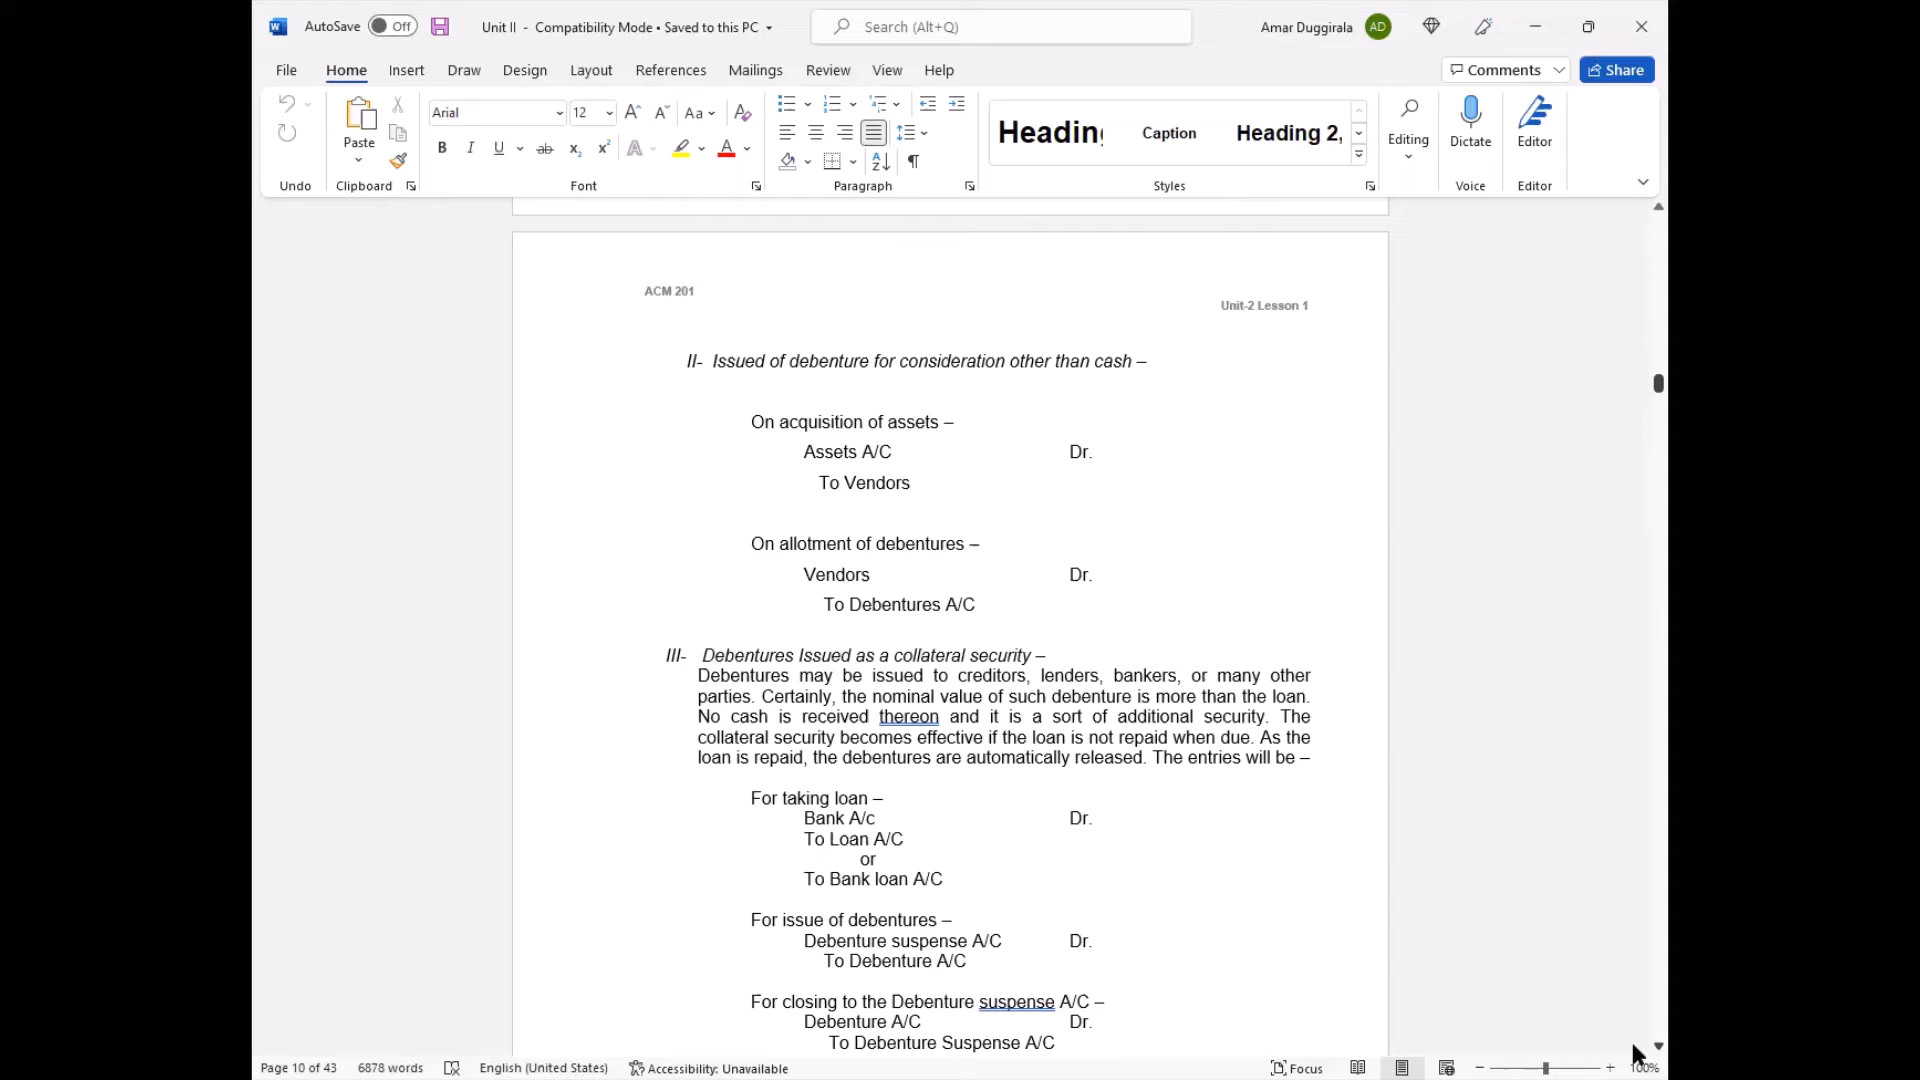 AutoSave Off Unit II - Compatibility Mode • Saved to this PC Search (Alt+Q) Amar Duggirala AD
File Home Insert Draw Design Layout References Mailings Review View Help Comments Share
Paste Arial 12 Aa Heading Caption Heading 2, Editing Dictate Editor
B I U ab x₂ x² A A
Undo Clipboard Font Paragraph Styles Voice Editor
ACM 201
Unit-2 Lesson 1
II- Issued of debenture for consideration other than cash –
On acquisition of assets –
Assets A/C Dr.
To Vendors
On allotment of debentures –
Vendors Dr.
To Debentures A/C
III- Debentures Issued as a collateral security –
Debentures may be issued to creditors, lenders, bankers, or many other
parties. Certainly, the nominal value of such debenture is more than the loan.
No cash is received thereon and it is a sort of additional security. The
collateral security becomes effective if the loan is not repaid when due. As the
loan is repaid, the debentures are automatically released. The entries will be –
For taking loan –
Bank A/c Dr.
To Loan A/C
or
To Bank loan A/C
For issue of debentures –
Debenture suspense A/C Dr.
To Debenture A/C
For closing to the Debenture suspense A/C –
Debenture A/C Dr.
To Debenture Suspense A/C
Page 10 of 43 6878 words English (United States) Accessibility: Unavailable Focus 100%